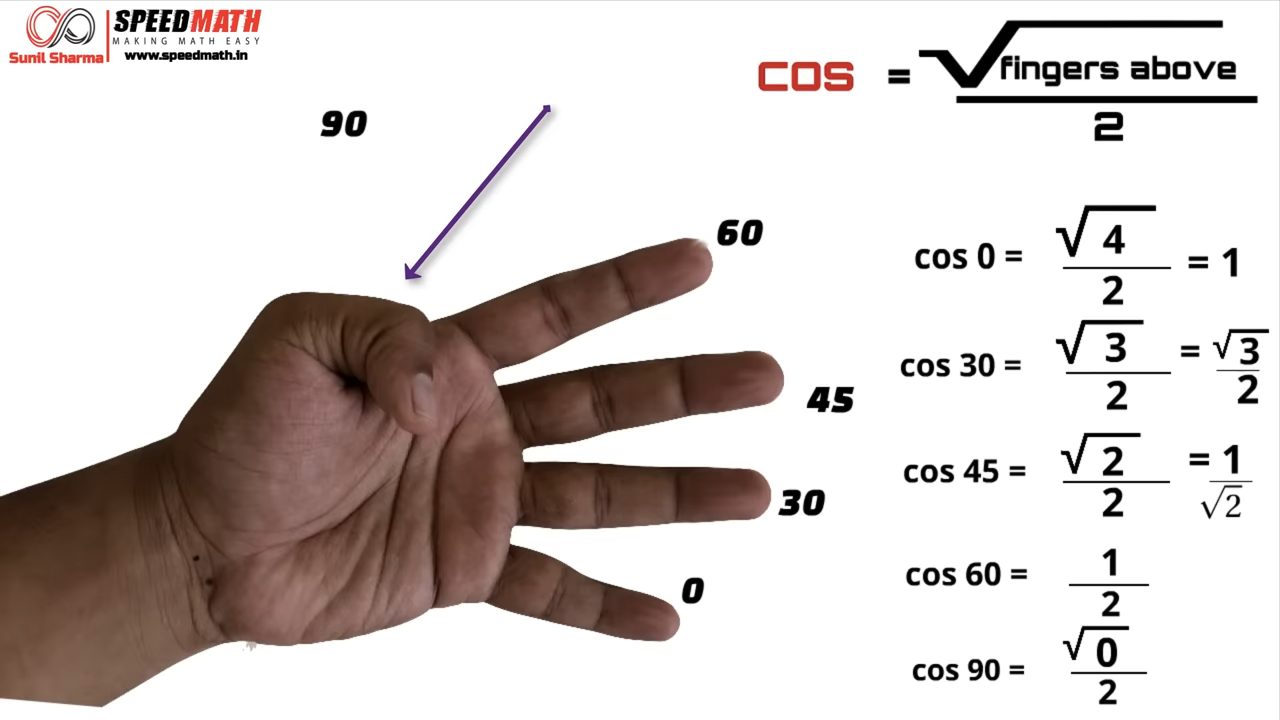 SPEEDMATH
MAKING MATH EASY
Sunil Sharma
www.speedmath.in
COS = √fingers above / 2
90
60
45
30
0
cos 0 = √4 / 2 = 1
cos 30 = √3 / 2 = √3 / 2
cos 45 = √2 / 2 = 1 / √2
cos 60 = 1 / 2
cos 90 = √0 / 2